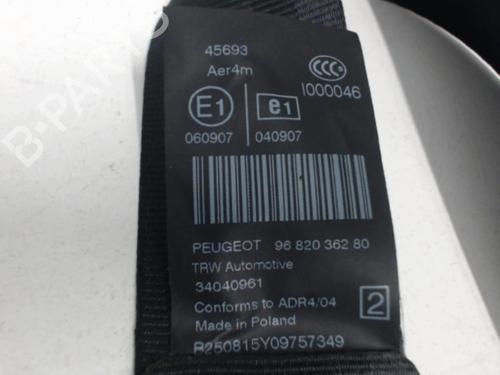 45693
Aer4m
CCC
I000046
E1
e1
060907
040907
PEUGEOT 96 820 362 80
TRW Automotive
34040961
Conforms to ADR4/04
2
Made in Poland
R250815Y09757349
B-PARTS